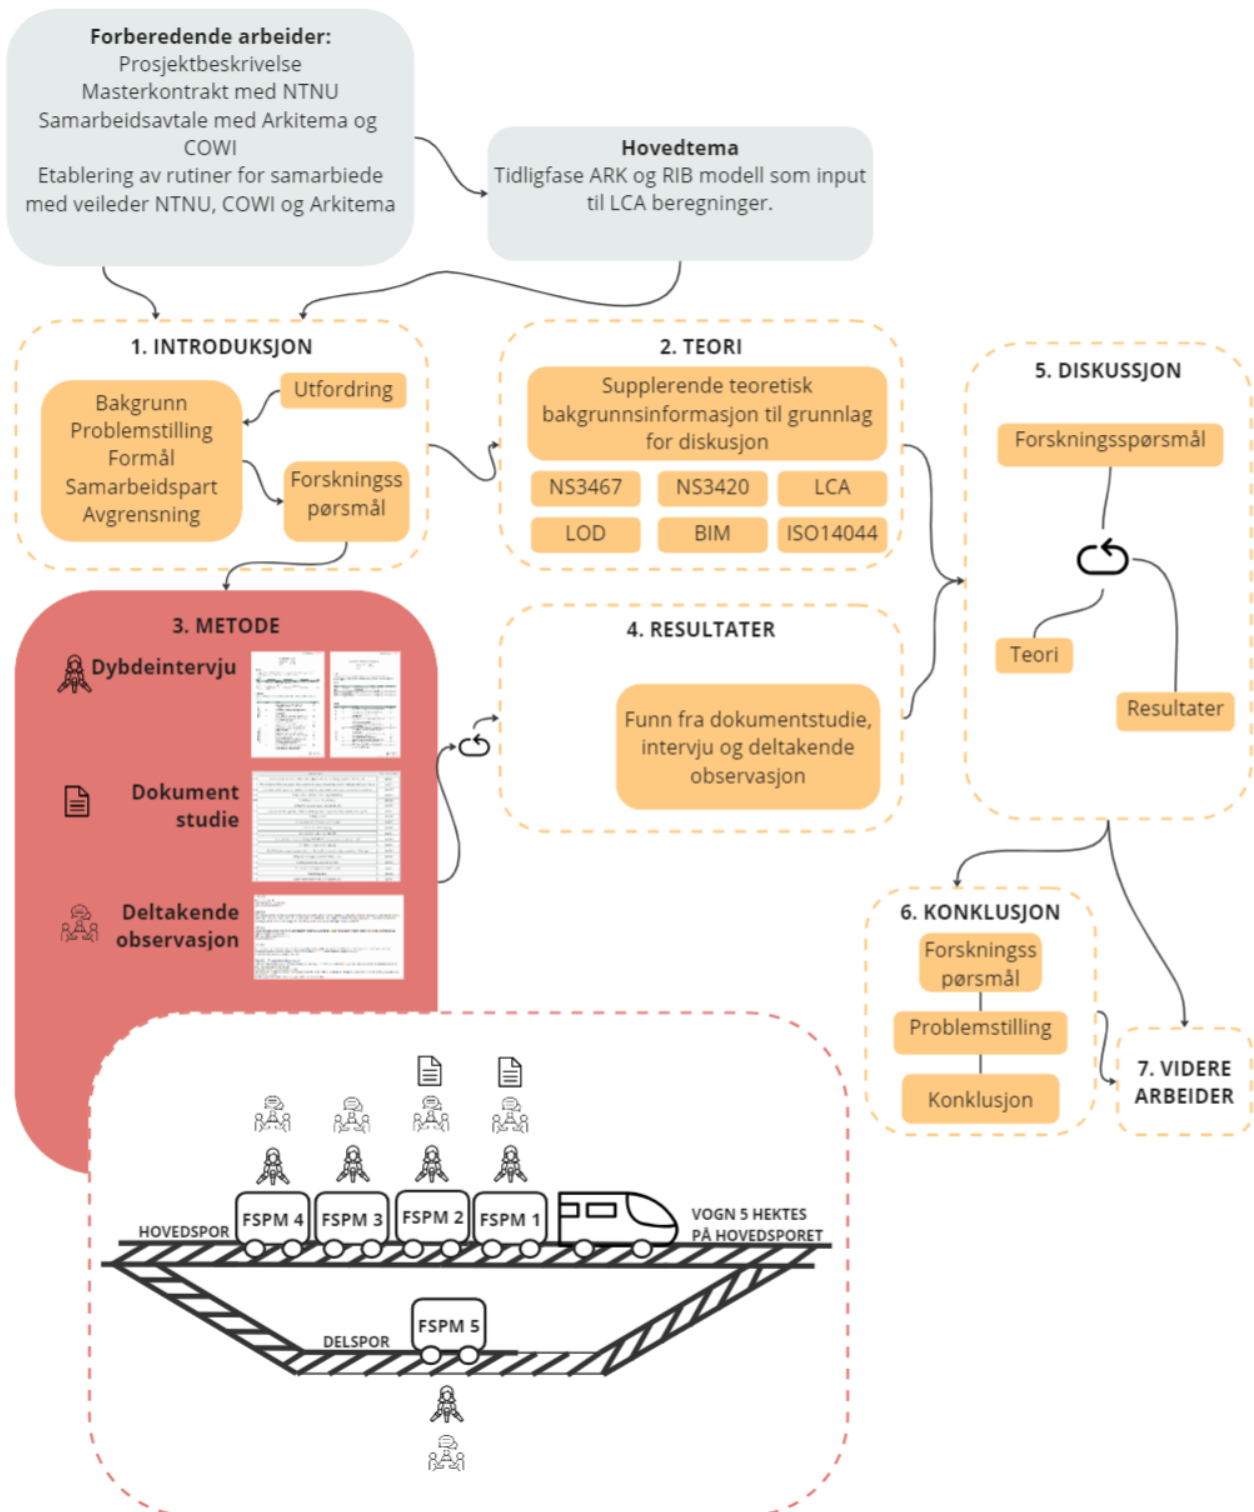 Forberedende arbeider:
Prosjektbeskrivelse
Masterkontrakt med NTNU
Samarbeidsavtale med Arkitema og
COWI
Etablering av rutiner for samarbiede
med veileder NTNU, COWI og Arkitema
Hovedtema
Tidligfase ARK og RIB modell som input
til LCA beregninger.
1. INTRODUKSJON
Utfordring
Bakgrunn
Problemstilling
Formål
Samarbeidspart
Avgrensning
Forskningss
pørsmål
2. TEORI
Supplerende teoretisk
bakgrunnsinformasjon til grunnlag
for diskusjon
NS3467
NS3420
LCA
LOD
BIM
ISO14044
3. METODE
Dybdeintervju
Dokument
studie
Deltakende
observasjon
4. RESULTATER
Funn fra dokumentstudie,
intervju og deltakende
observasjon
5. DISKUSSJON
Forskningsspørsmål
Teori
Resultater
6. KONKLUSJON
Forskningss
pørsmål
Problemstilling
Konklusjon
7. VIDERE
ARBEIDER
HOVEDSPOR
FSPM 4
FSPM 3
FSPM 2
FSPM 1
VOGN 5 HEKTES
PÅ HOVEDSPORET
DELSPOR
FSPM 5